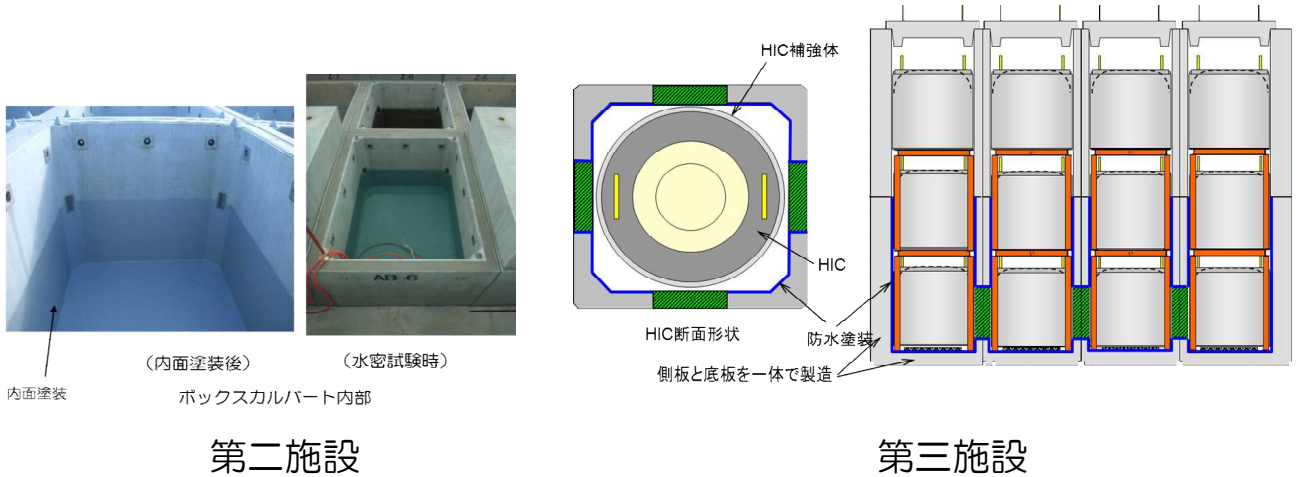 （内面塗装後）
（水密試験時）
内面塗装
ボックスカルバート内部
第二施設
AB-6
HIC補強体
HIC
HIC断面形状
防水塗装
側板と底板を一体で製造
第三施設